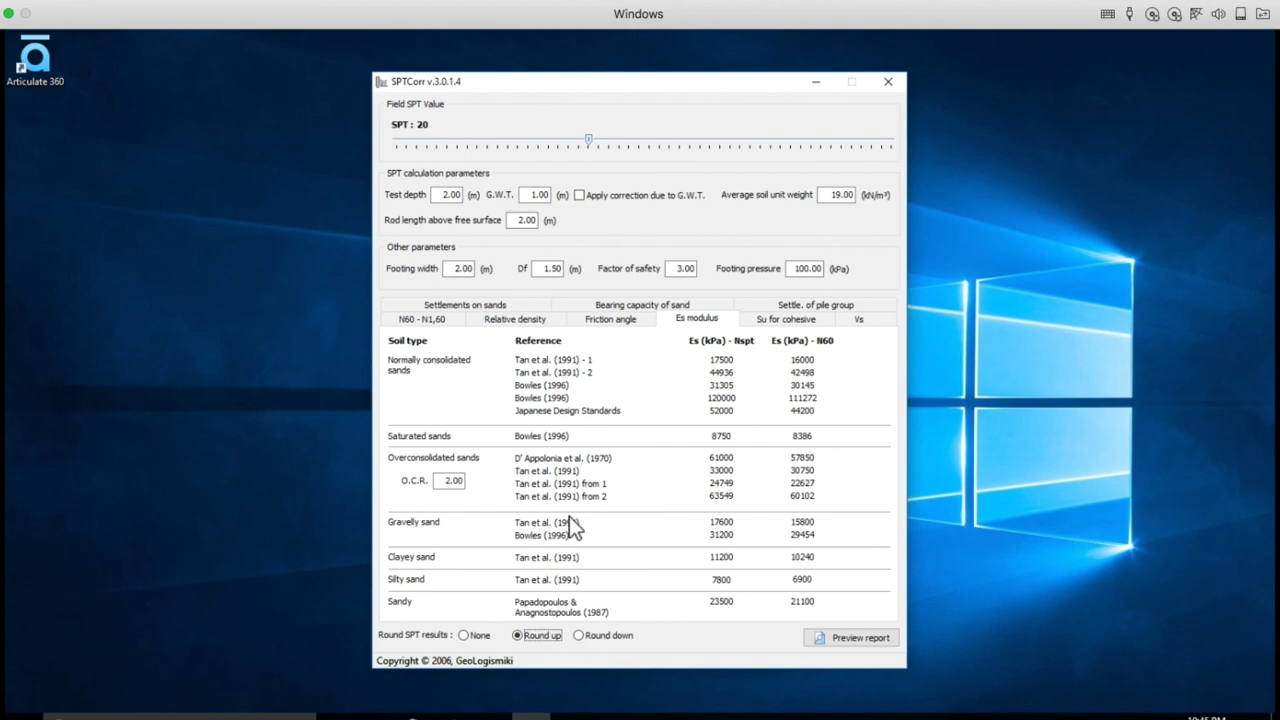 Windows
Articulate 360
SPTCorr v.3.0.1.4
Field SPT Value
SPT : 20
SPT calculation parameters
Test depth 2.00 (m) G.W.T. 1.00 (m) Apply correction due to G.W.T. Average soil unit weight 19.00 (kN/m³)
Rod length above free surface 2.00 (m)
Other parameters
Footing width 2.00 (m) Df 1.50 (m) Factor of safety 3.00 Footing pressure 100.00 (kPa)
Settlements on sands Bearing capacity of sand Settle. of pile group
N60 - N1,60 Relative density Friction angle Es modulus Su for cohesive Vs
Soil type Reference Es (kPa) - Nspt Es (kPa) - N60
Normally consolidated Tan et al. (1991) - 1 17500 16000
sands Tan et al. (1991) - 2 44936 42498
Bowles (1996) 31305 30145
Bowles (1996) 120000 111272
Japanese Design Standards 52000 44200
Saturated sands Bowles (1996) 8750 8386
Overconsolidated sands D' Appolonia et al. (1970) 61000 57850
Tan et al. (1991) 33000 30750
O.C.R. 2.00 Tan et al. (1991) from 1 24749 22627
Tan et al. (1991) from 2 63549 60102
Gravelly sand Tan et al. 17600 15800
Bowles (1996) 31200 29454
Clayey sand Tan et al. (1991) 11200 10240
Silty sand Tan et al. (1991) 7800 6900
Sandy Papadopoulos & 23500 21100
Anagnostopoulos (1987)
Round SPT results : None Round up Round down Preview report
Copyright © 2006, GeoLogismiki